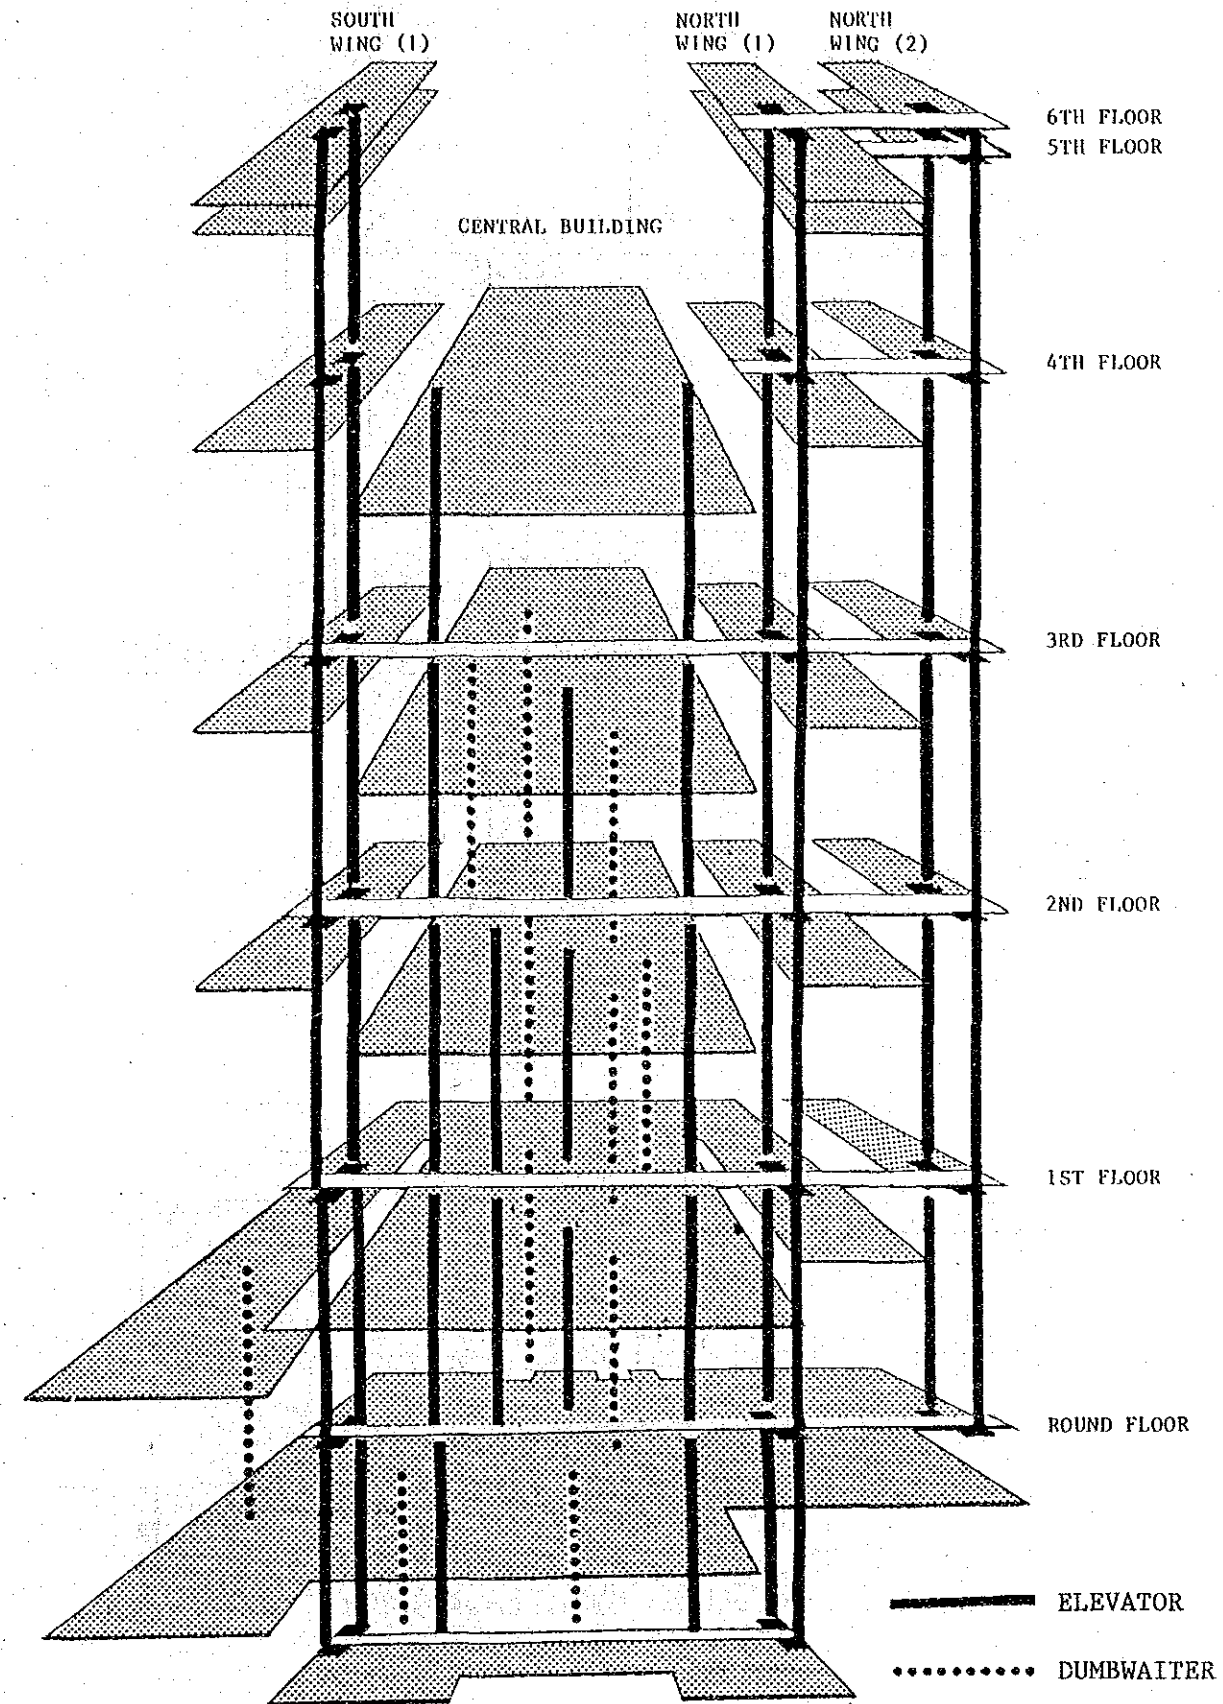 SOUTH
WING (1)
NORTH
WING (1)
NORTH
WING (2)
6TH FLOOR
5TH FLOOR
CENTRAL BUILDING
4TH FLOOR
3RD FLOOR
2ND FLOOR
1ST FLOOR
ROUND FLOOR
ELEVATOR
DUMBWAITER